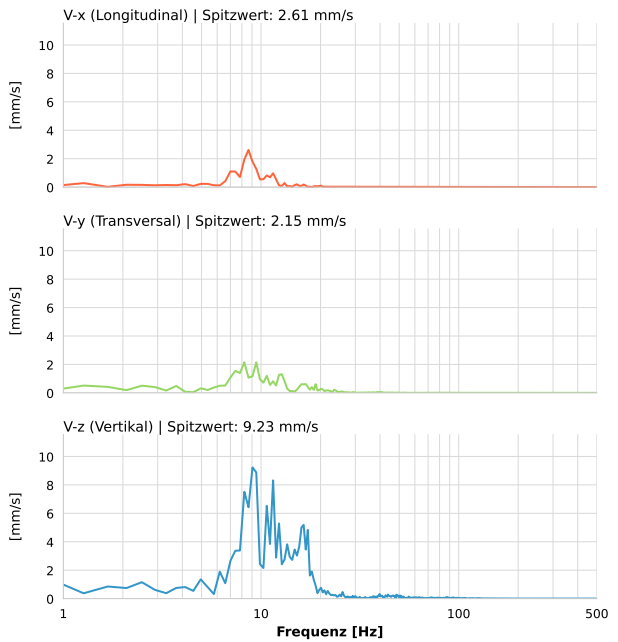 V-x (Longitudinal) | Spitzwert: 2.61 mm/s
10
8
6
4
2
0
[mm/s]
V-y (Transversal) | Spitzwert: 2.15 mm/s
10
8
6
4
2
0
[mm/s]
V-z (Vertikal) | Spitzwert: 9.23 mm/s
10
8
6
4
2
0
[mm/s]
1 10 100 500
Frequenz [Hz]